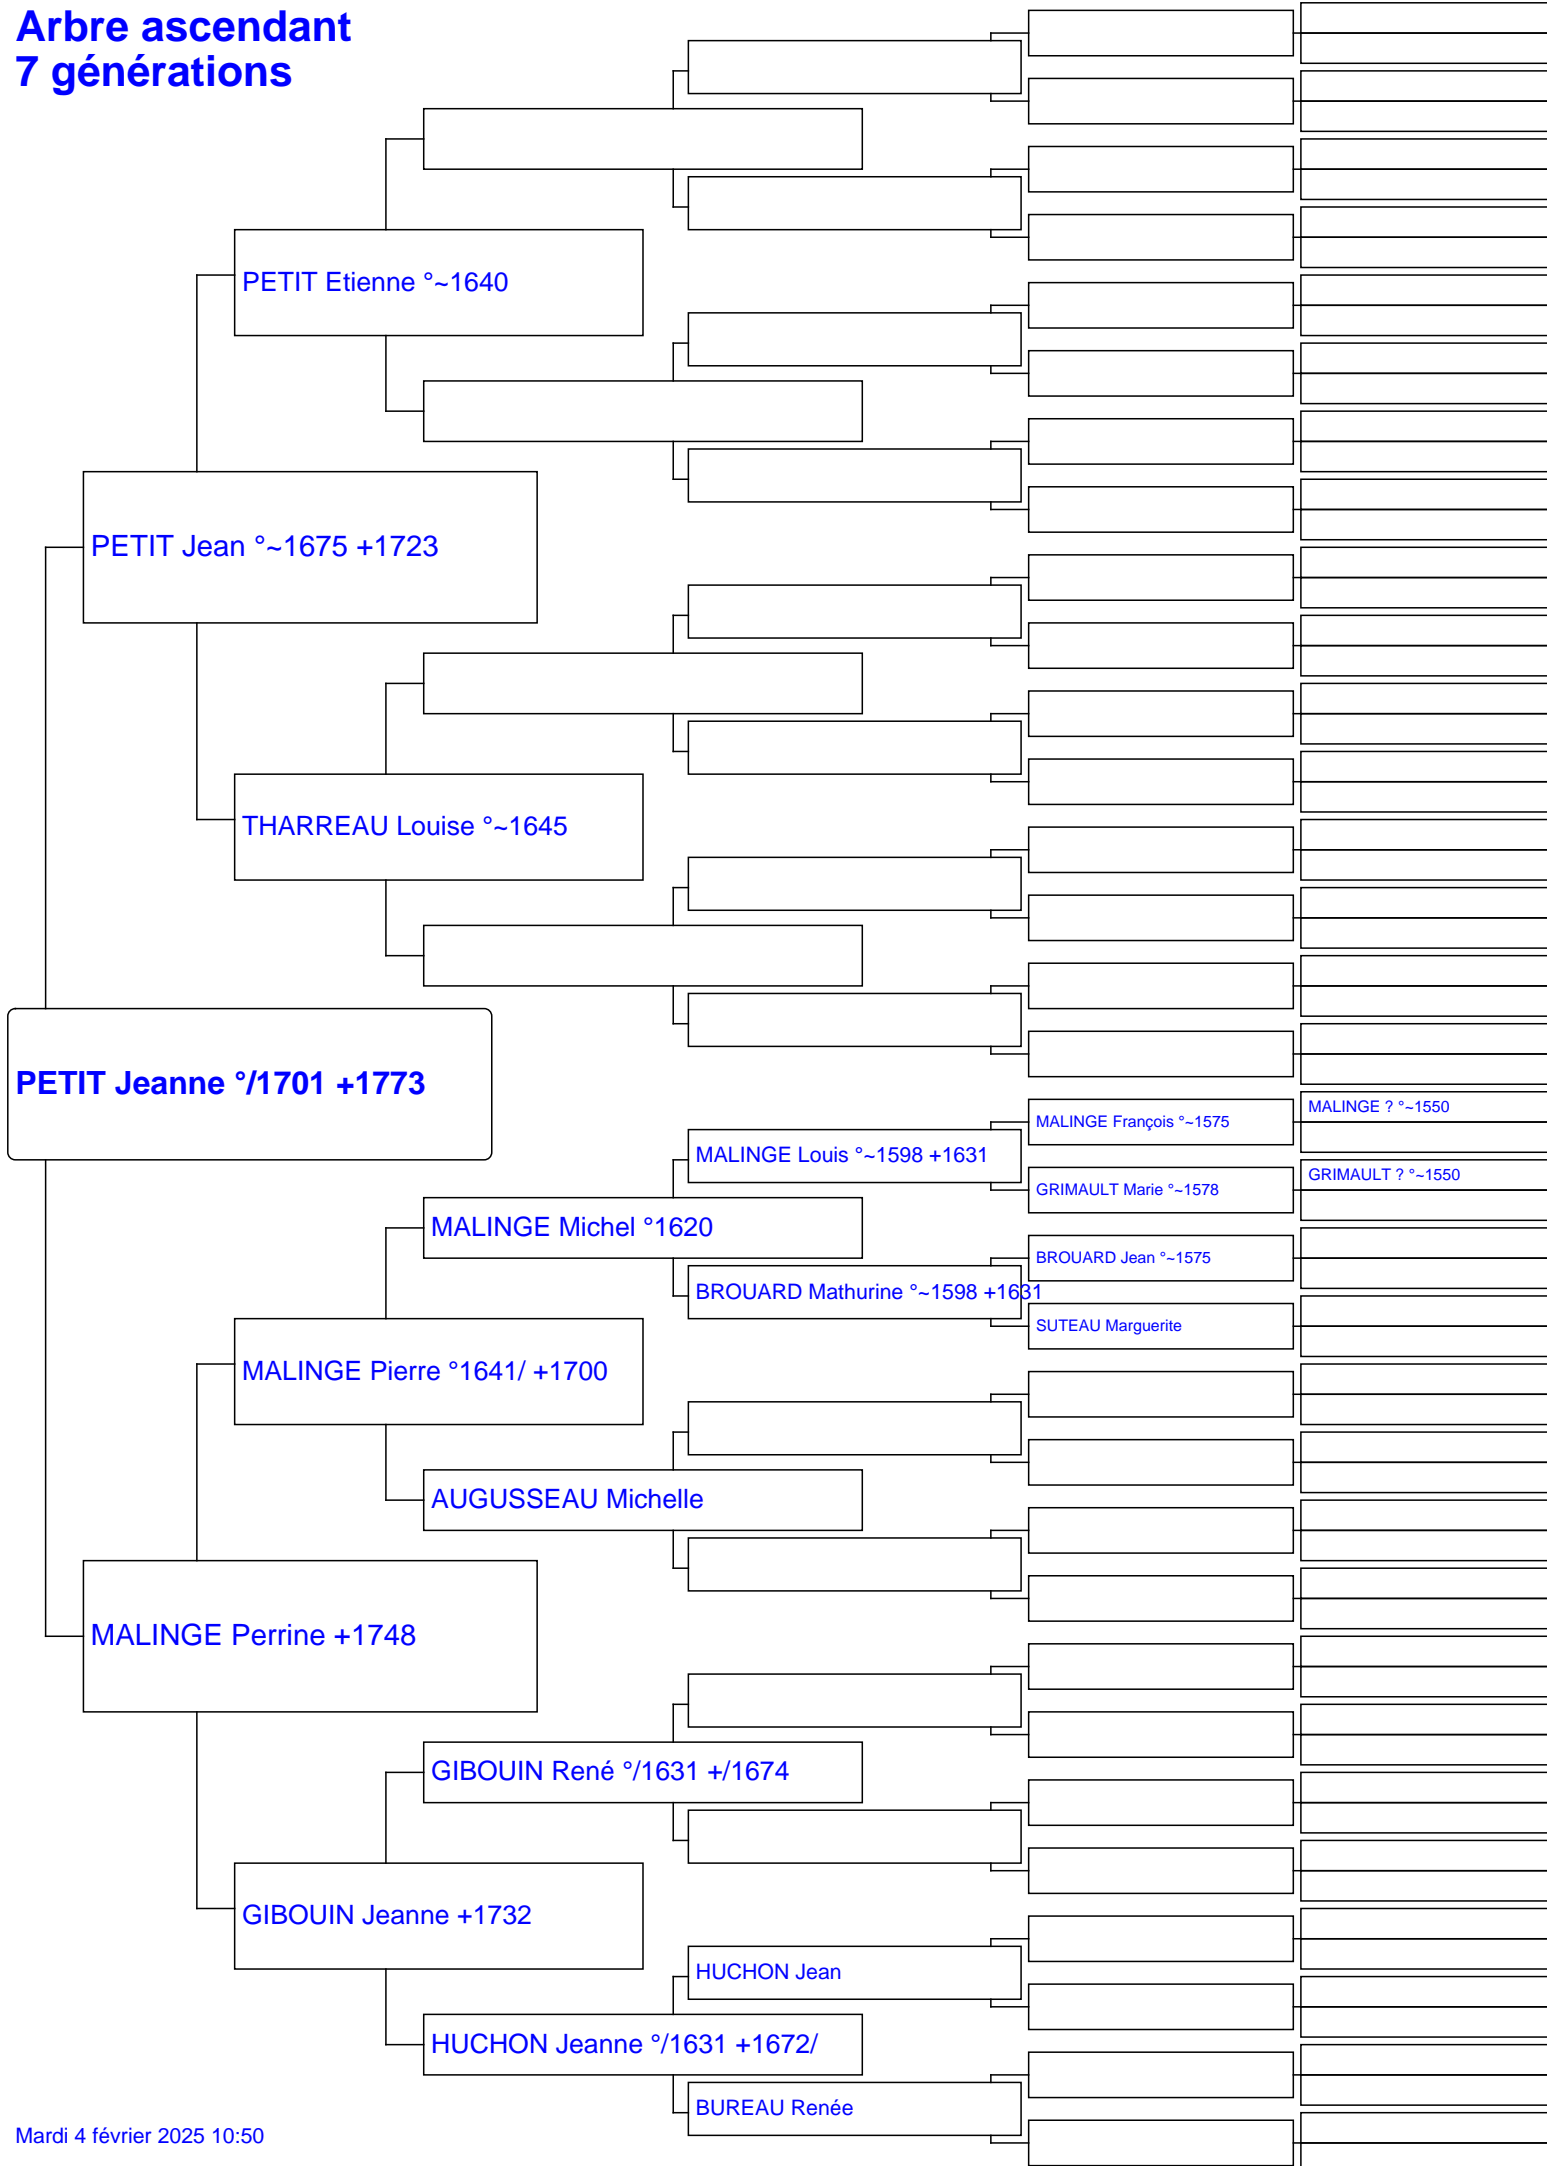 Arbre ascendant
7 générations
PETIT Etienne °~1640
PETIT Jean °~1675 +1723
THARREAU Louise °~1645
PETIT Jeanne °/1701 +1773
MALINGE ? °~1550
MALINGE François °~1575
MALINGE Louis °~1598 +1631
GRIMAULT ? °~1550
GRIMAULT Marie °~1578
MALINGE Michel °1620
BROUARD Jean °~1575
BROUARD Mathurine °~1598 +1631
SUTEAU Marguerite
MALINGE Pierre °1641/ +1700
AUGUSSEAU Michelle
MALINGE Perrine +1748
GIBOUIN René °/1631 +/1674
GIBOUIN Jeanne +1732
HUCHON Jean
HUCHON Jeanne °/1631 +1672/
BUREAU Renée
Mardi 4 février 2025 10:50